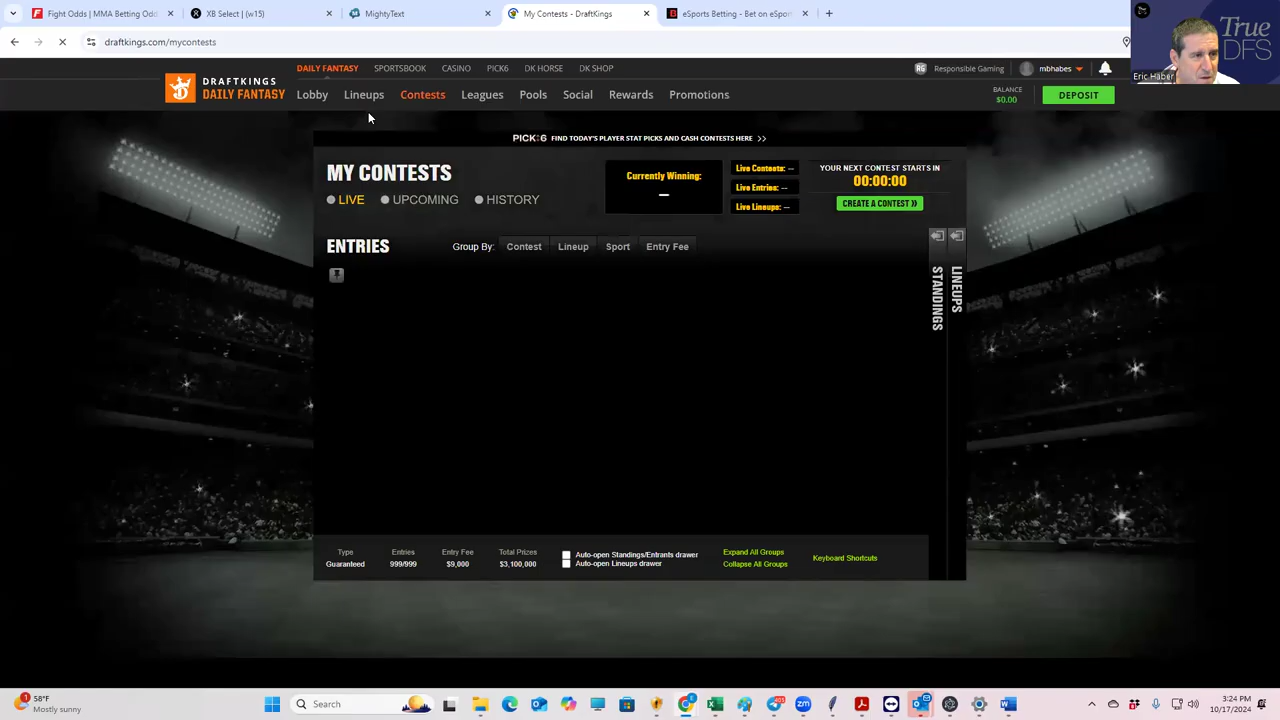 Fight Odds | MMA Betting Odd
XB Select | (w15)
MightyText
My Contests - DraftKings
eSports Betting - Bet on eSport
draftkings.com/mycontests
True
DFS
Eric Haber
DAILY FANTASY SPORTSBOOK CASINO PICK6 DK HORSE DK SHOP
Responsible Gaming
mbhabes
DRAFTKINGS
DAILY FANTASY
Lobby Lineups Contests Leagues Pools Social Rewards Promotions
BALANCE
$0.00
DEPOSIT
PICK6 FIND TODAY'S PLAYER STAT PICKS AND CASH CONTESTS HERE >>
MY CONTESTS
LIVE UPCOMING HISTORY
Currently Winning:
Live Contests: --
Live Entries: --
Live Lineups: --
YOUR NEXT CONTEST STARTS IN
00:00:00
CREATE A CONTEST »
ENTRIES
Group By: Contest Lineup Sport Entry Fee
STANDINGS
LINEUPS
Type Entries Entry Fee Total Prizes
Guaranteed 999/999 $9,000 $3,100,000
Auto-open Standings/Entrants drawer
Auto-open Lineups drawer
Expand All Groups
Collapse All Groups
Keyboard Shortcuts
58°F
Mostly sunny
Search
3:24 PM
10/17/2024